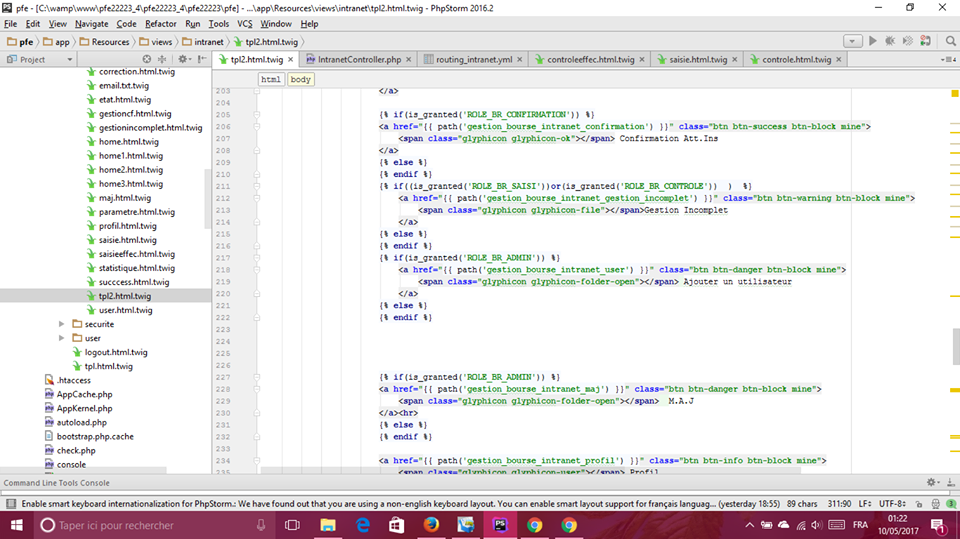 pfe - [C:\wamp\www\pfe22223_4\pfe22223_4\pfe22223\pfe] - ...\app\Resources\views\intranet\tpl2.html.twig - PhpStorm 2016.2
File Edit View Navigate Code Refactor Run Tools VCS Window Help
pfe app Resources views intranet tpl2.html.twig
Project
tpl2.html.twig IntranetController.php routing_intranet.yml controleeffec.html.twig saisie.html.twig controle.html.twig
html body
correction.html.twig
email.txt.twig
etat.html.twig
gestioncf.html.twig
gestionincomplet.html.twig
home.html.twig
home1.html.twig
home2.html.twig
home3.html.twig
maj.html.twig
parametre.html.twig
profil.html.twig
saisie.html.twig
saisieeffec.html.twig
statistique.html.twig
succcess.html.twig
tpl2.html.twig
user.html.twig
securite
user
logout.html.twig
tpl.html.twig
.htaccess
AppCache.php
AppKernel.php
autoload.php
bootstrap.php.cache
check.php
console
203 </a>
204
205 {% if(is_granted('ROLE_BR_CONFIRMATION')) %}
206 <a href="{{ path('gestion_bourse_intranet_confirmation') }}" class="btn btn-success btn-block mine">
207 <span class="glyphicon glyphicon-ok"></span> Confirmation Att.Ins
208 </a>
209 {% else %}
210 {% endif %}
211 {% if((is_granted('ROLE_BR_SAISI'))or(is_granted('ROLE_BR_CONTROLE')) ) %}
212 <a href="{{ path('gestion_bourse_intranet_gestion_incomplet') }}" class="btn btn-warning btn-block mine">
213 <span class="glyphicon glyphicon-file"></span>Gestion Incomplet
214 </a>
215 {% else %}
216 {% endif %}
217 {% if(is_granted('ROLE_BR_ADMIN')) %}
218 <a href="{{ path('gestion_bourse_intranet_user') }}" class="btn btn-danger btn-block mine">
219 <span class="glyphicon glyphicon-folder-open"></span> Ajouter un utilisateur
220 </a>
221 {% else %}
222 {% endif %}
223
224
225
226
227 {% if(is_granted('ROLE_BR_ADMIN')) %}
228 <a href="{{ path('gestion_bourse_intranet_maj') }}" class="btn btn-danger btn-block mine">
229 <span class="glyphicon glyphicon-folder-open"></span> M.A.J
230 </a><hr>
231 {% else %}
232 {% endif %}
233
234 <a href="{{ path('gestion_bourse_intranet_profil') }}" class="btn btn-info btn-block mine">
235 <span class="glyphicon glyphicon-user"></span> Profil
Command Line Tools Console
Enable smart keyboard internationalization for PhpStorm.: We have found out that you are using a non-english keyboard layout. You can enable smart layout support for français languag... (yesterday 18:55) 89 chars 311:90 LF÷ UTF-8÷
Taper ici pour rechercher
FRA
01:22
10/05/2017
1